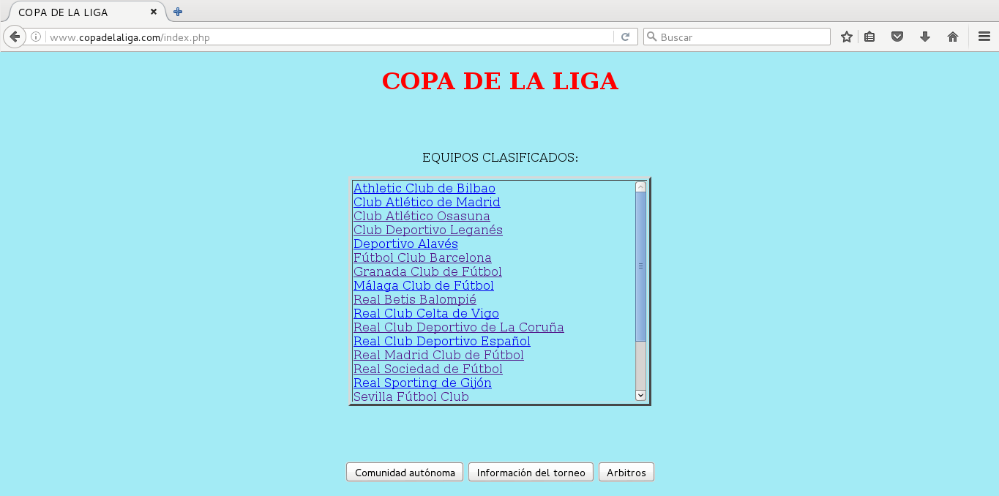 COPA DE LA LIGA
www.copadelaliga.com/index.php
Buscar
COPA DE LA LIGA
EQUIPOS CLASIFICADOS:
Athletic Club de Bilbao
Club Atlético de Madrid
Club Atlético Osasuna
Club Deportivo Leganés
Deportivo Alavés
Fútbol Club Barcelona
Granada Club de Fútbol
Málaga Club de Fútbol
Real Betis Balompié
Real Club Celta de Vigo
Real Club Deportivo de La Coruña
Real Club Deportivo Español
Real Madrid Club de Fútbol
Real Sociedad de Fútbol
Real Sporting de Gijón
Sevilla Fútbol Club
Comunidad autónoma Información del torneo Arbitros